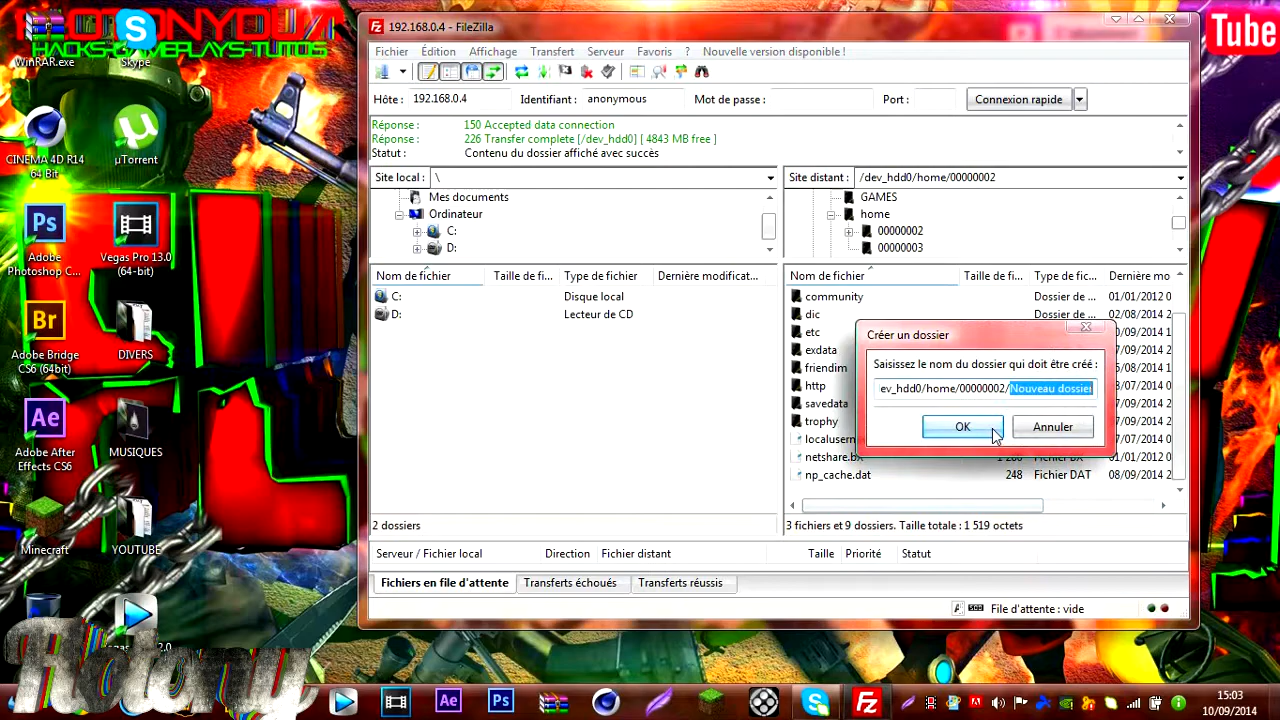 HACKS-GAMEPLAYS-TUTOS
WinRAR.exe
Skype
CINEMA 4D R14
64 Bit
µTorrent
Ps
Adobe
Photoshop C...
Vegas Pro 13.0
(64-bit)
Br
Adobe Bridge
CS6 (64bit)
DIVERS
Ae
Adobe After
Effects CS6
MUSIQUES
Minecraft
YOUTUBE
Tube
192.168.0.4 - FileZilla
Fichier Édition Affichage Transfert Serveur Favoris ? Nouvelle version disponible !
Hôte : 192.168.0.4 Identifiant : anonymous Mot de passe : Port : Connexion rapide
Réponse : 150 Accepted data connection
Réponse : 226 Transfer complete [/dev_hdd0] [ 4843 MB free ]
Statut : Contenu du dossier affiché avec succès
Site local : \
Mes documents
Ordinateur
C:
D:
Site distant : /dev_hdd0/home/00000002
GAMES
home
00000002
00000003
Nom de fichier Taille de fi... Type de fichier Dernière modificat...
C: Disque local
D: Lecteur de CD
2 dossiers
Nom de fichier Taille de fi... Type de fic... Dernière mo
community Dossier de ... 01/01/2012 0
dic Dossier de ... 02/08/2014 2
etc
exdata
friendim
http
savedata
trophy
localusern
netshare.bx Fichier BX
np_cache.dat 248 Fichier DAT 08/09/2014 2
3 fichiers et 9 dossiers. Taille totale : 1 519 octets
Créer un dossier
Saisissez le nom du dossier qui doit être créé :
ev_hdd0/home/00000002/Nouveau dossier
OK Annuler
Serveur / Fichier local Direction Fichier distant Taille Priorité Statut
Fichiers en file d'attente Transferts échoués Transferts réussis
File d'attente : vide
Ae
Ps
15:03
10/09/2014